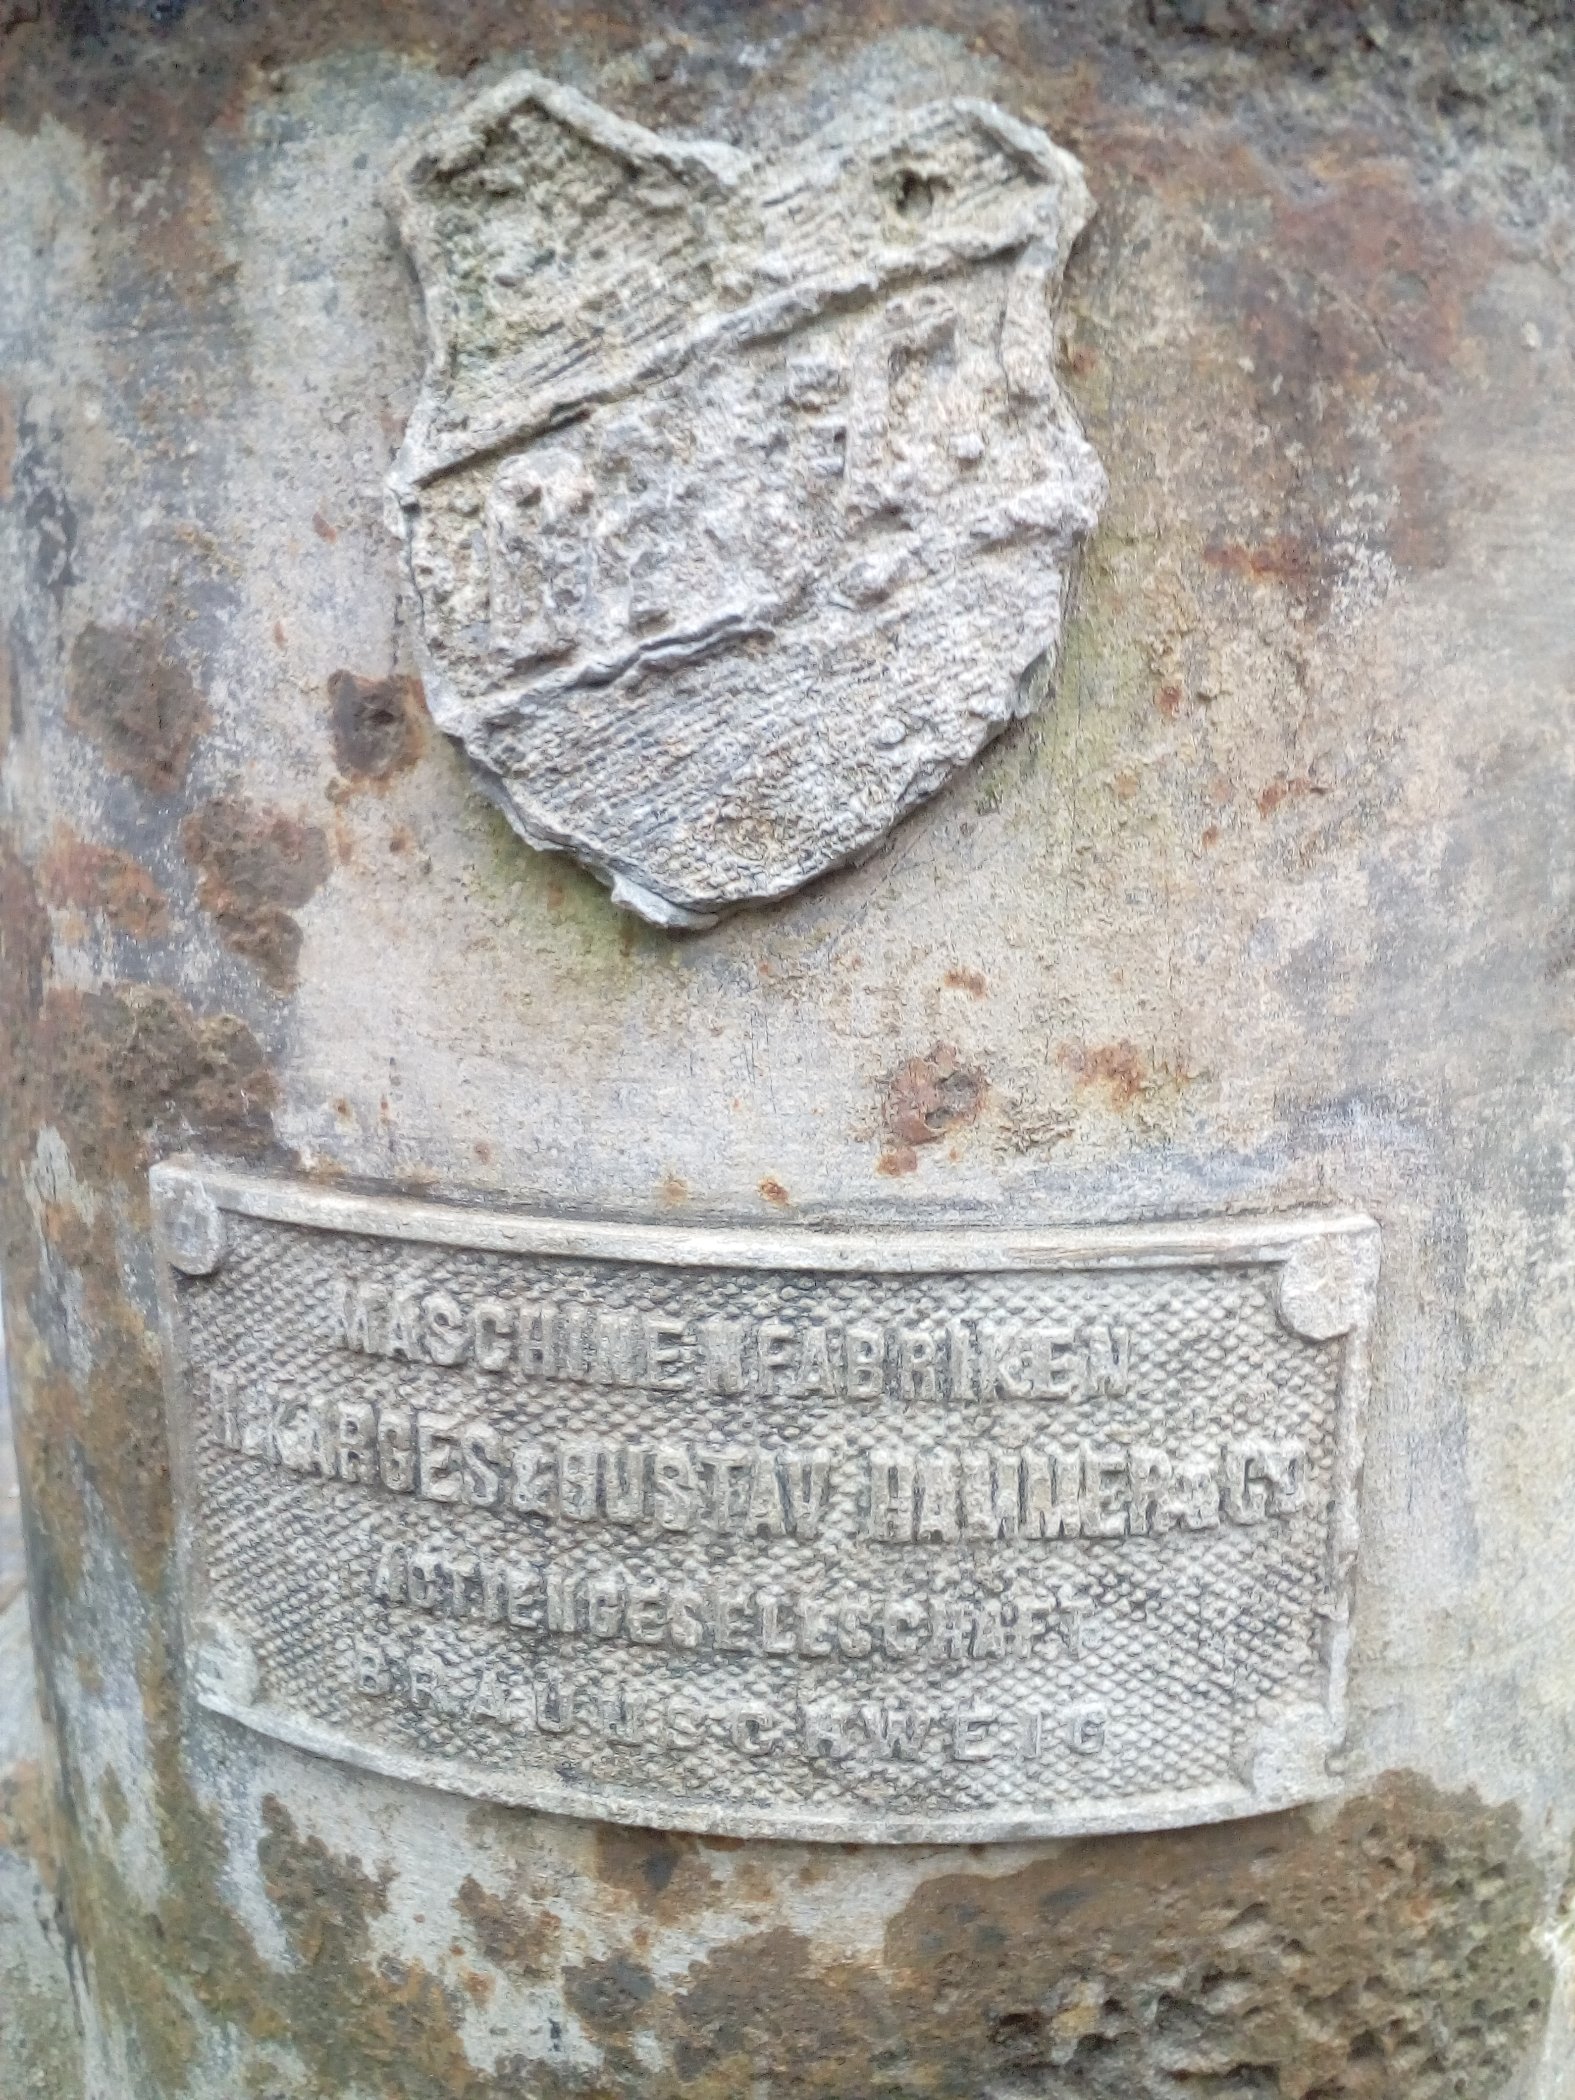 MASCHINENFABRIKEN
A. KARGES & GUSTAV HAMMER & Co
ACTIENGESELLSCHAFT
BRAUNSCHWEIG